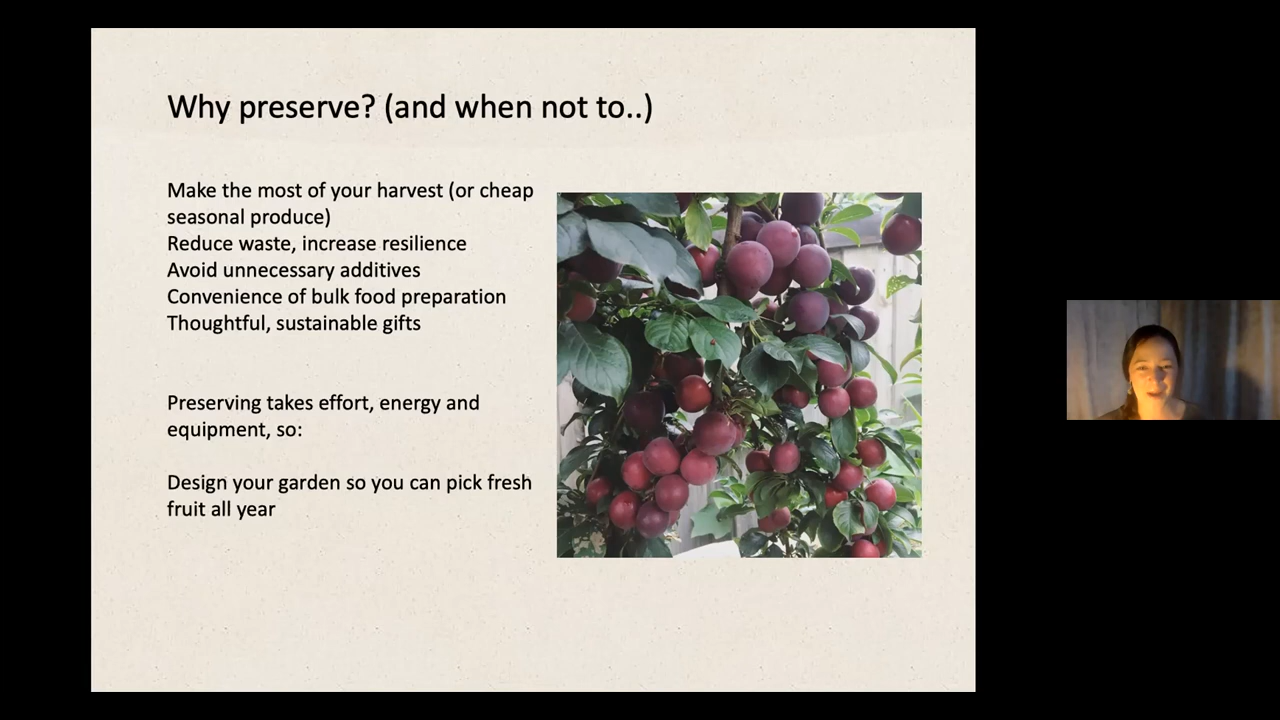 Why preserve? (and when not to..)
Make the most of your harvest (or cheap
seasonal produce)
Reduce waste, increase resilience
Avoid unnecessary additives
Convenience of bulk food preparation
Thoughtful, sustainable gifts
Preserving takes effort, energy and
equipment, so:
Design your garden so you can pick fresh
fruit all year